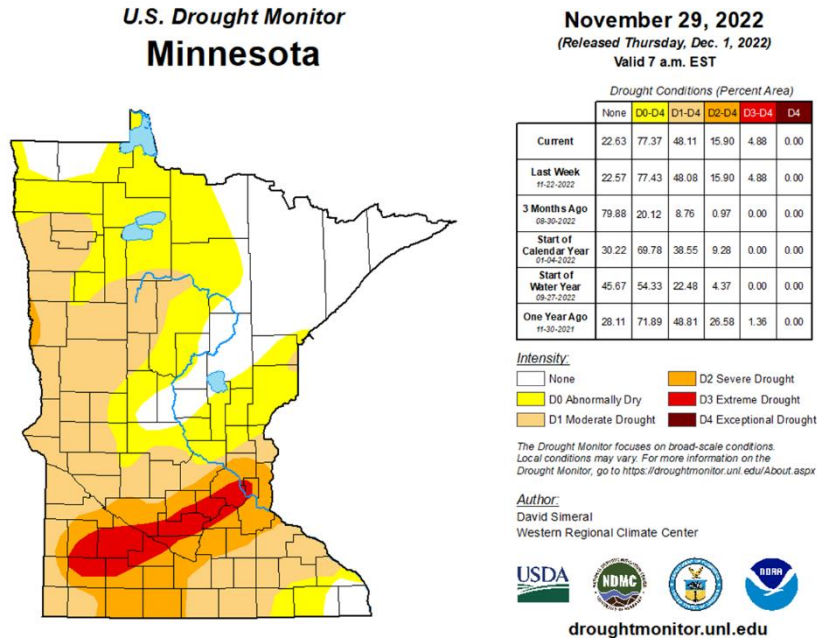 U.S. Drought Monitor
Minnesota
November 29, 2022
(Released Thursday, Dec. 1, 2022)
Valid 7 a.m. EST
Drought Conditions (Percent Area)
None D0-D4 D1-D4 D2-D4 D3-D4 D4
Current 22.63 77.37 48.11 15.90 4.88 0.00
Last Week 22.57 77.43 48.08 15.90 4.88 0.00
11-22-2022
3 Months Ago 79.88 20.12 8.76 0.97 0.00 0.00
08-30-2022
Start of
Calendar Year 30.22 69.78 38.55 9.28 0.00 0.00
01-04-2022
Start of
Water Year 45.67 54.33 22.48 4.37 0.00 0.00
09-27-2022
One Year Ago 28.11 71.89 48.81 26.58 1.36 0.00
11-30-2021
Intensity:
None
D0 Abnormally Dry
D1 Moderate Drought
D2 Severe Drought
D3 Extreme Drought
D4 Exceptional Drought
The Drought Monitor focuses on broad-scale conditions.
Local conditions may vary. For more information on the
Drought Monitor, go to https://droughtmonitor.unl.edu/About.aspx
Author:
David Simeral
Western Regional Climate Center
USDA
NDMC
NOAA
droughtmonitor.unl.edu